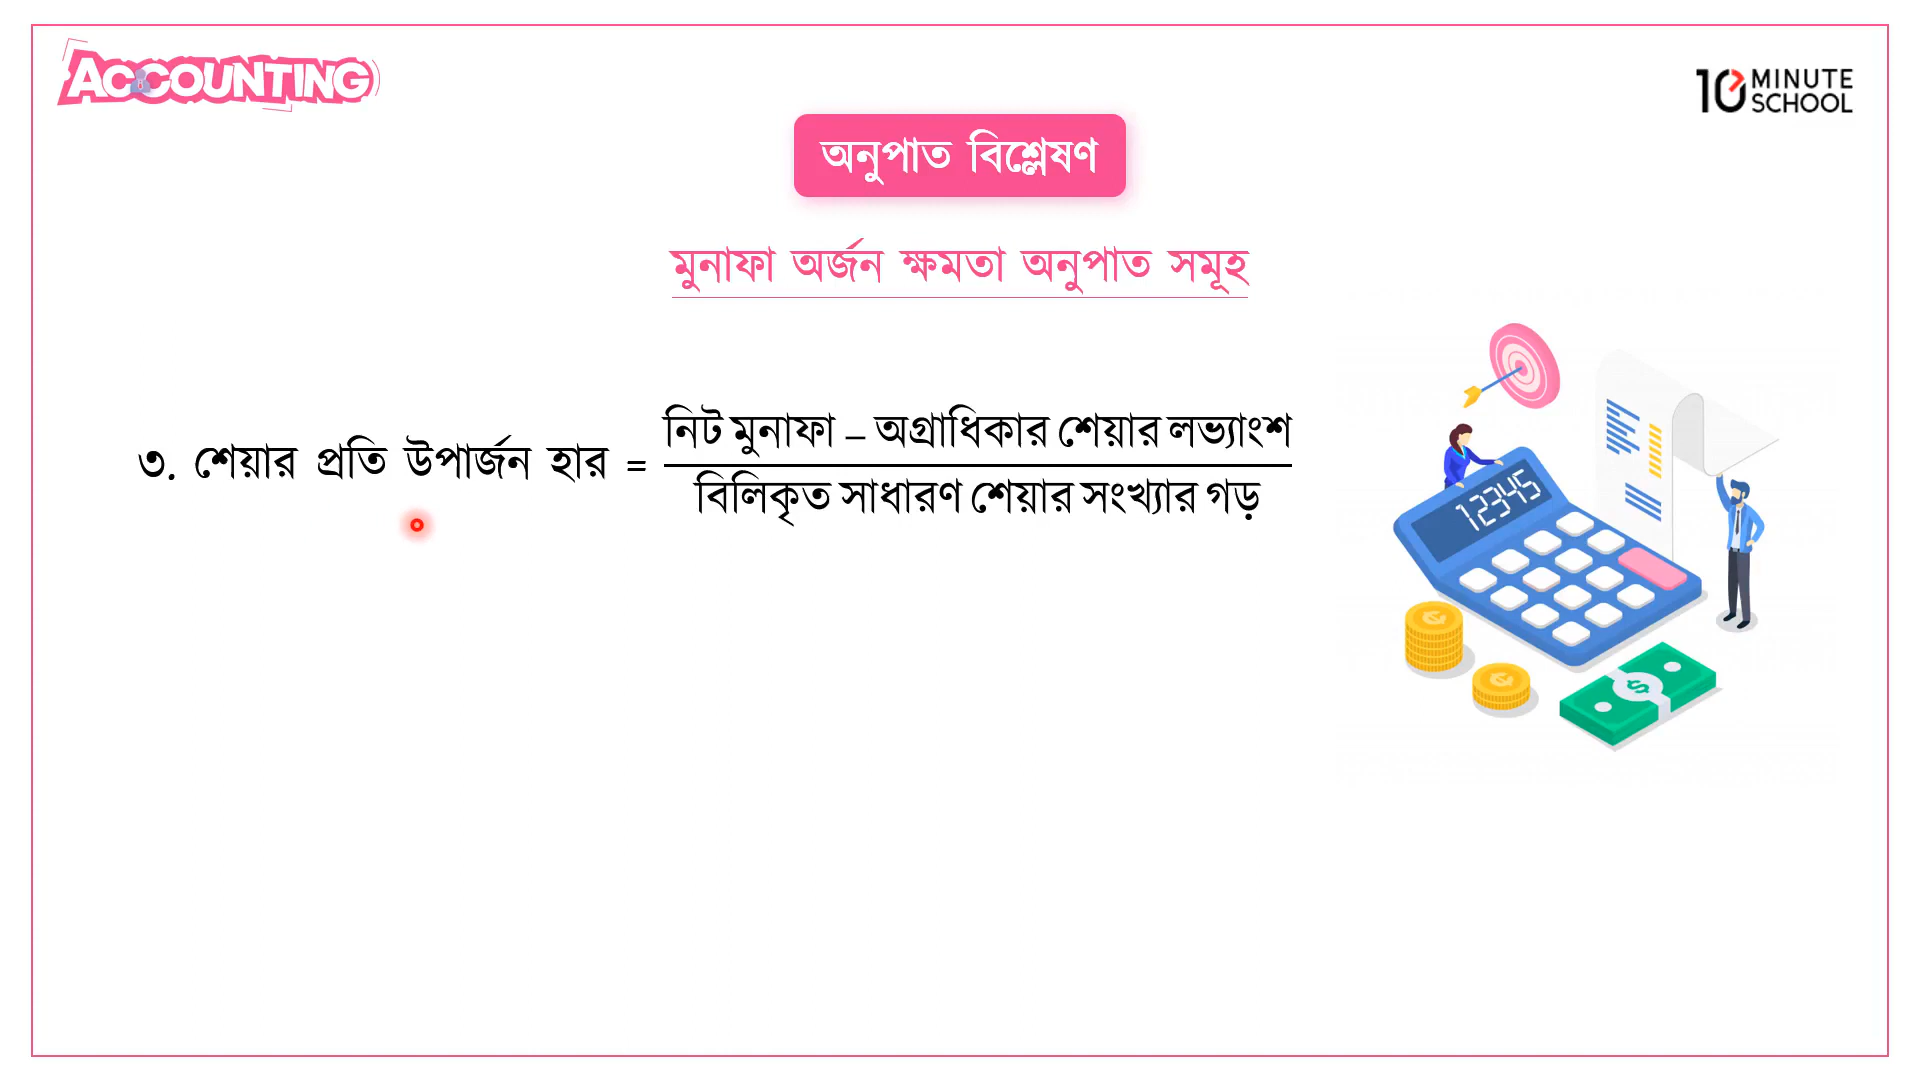 ACCOUNTING
10 MINUTE SCHOOL
অনুপাত বিশ্লেষণ
মুনাফা অর্জন ক্ষমতা অনুপাত সমূহ
৩. শেয়ার প্রতি উপার্জন হার = নিট মুনাফা – অগ্রাধিকার শেয়ার লভ্যাংশ
বিলিকৃত সাধারণ শেয়ার সংখ্যার গড়
12345